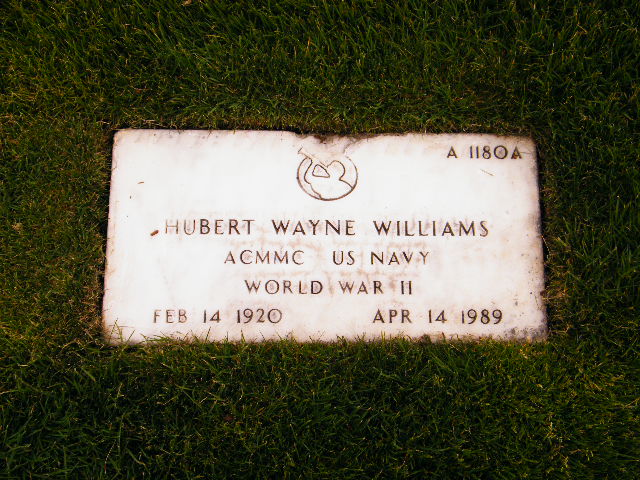 A 1180A
HUBERT WAYNE WILLIAMS
ACMMC US NAVY
WORLD WAR II
FEB 14 1920 APR 14 1989